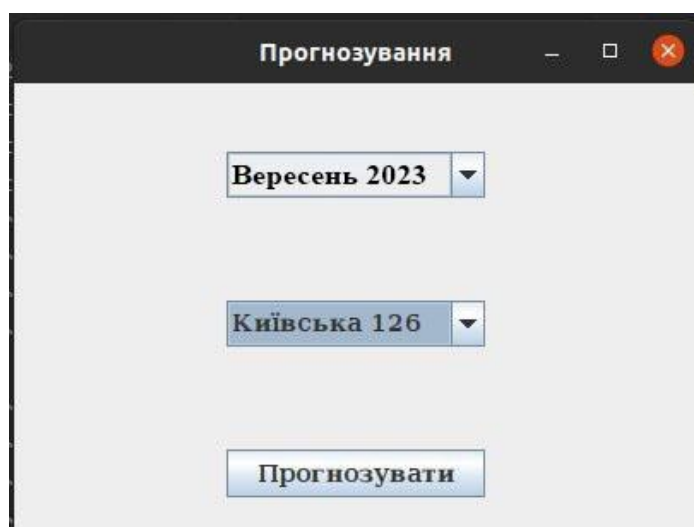 Прогнозування
Вересень 2023
Київська 126
Прогнозувати